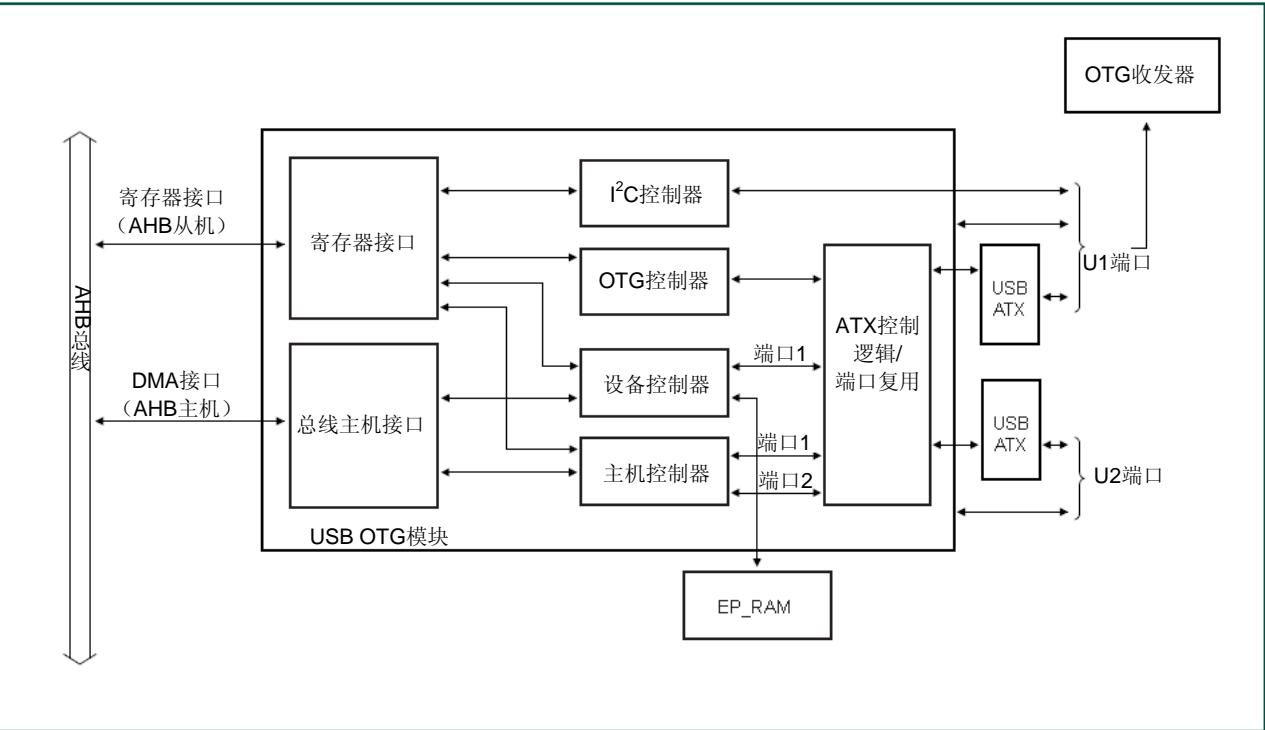 OTG收发器
寄存器接口
（AHB从机）
寄存器接口
I²C控制器
OTG控制器
ATX控制
逻辑/
端口复用
USB
ATX
U1端口
AHB总线
DMA接口
（AHB主机）
总线主机接口
设备控制器
端口1
主机控制器
端口1
端口2
USB
ATX
U2端口
USB OTG模块
EP_RAM